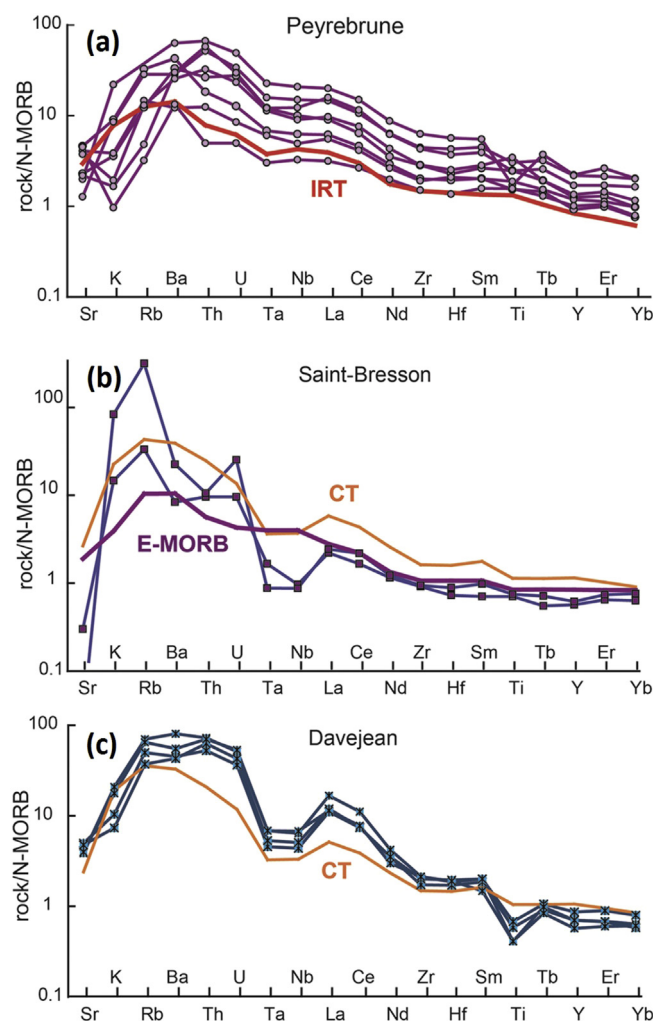 (a) Peyrebrune
100
10
1
0.1
rock/N-MORB
IRT
K Ba U Nb Ce Zr Sm Tb Er
Sr Rb Th Ta La Nd Hf Ti Y Yb
(b) Saint-Bresson
100
10
1
0.1
rock/N-MORB
CT
E-MORB
K Ba U Nb Ce Zr Sm Tb Er
Sr Rb Th Ta La Nd Hf Ti Y Yb
(c) Davejean
100
10
1
0.1
rock/N-MORB
CT
K Ba U Nb Ce Zr Sm Tb Er
Sr Rb Th Ta La Nd Hf Ti Y Yb